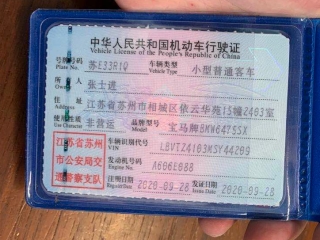 中华人民共和国机动车行驶证
Vehicle License of the People's Republic of China
号牌号码 苏E33R1Q 车辆类型 小型普通客车
Plate No. Vehicle Type
所有人 张士进
Owner
住址 江苏省苏州市相城区依云华苑15幢2403室
Address
使用性质 非营运 品牌型号 宝马牌BMW6475SX
Use Character Model
江苏省苏州 车辆识别代号 LBVTZ4103MSY44209
市公安局交 VIN
通警察支队 发动机号码 A606E088
Engine No.
注册日期 2020-09-28 发证日期 2020-09-28
Register Date Issue Date